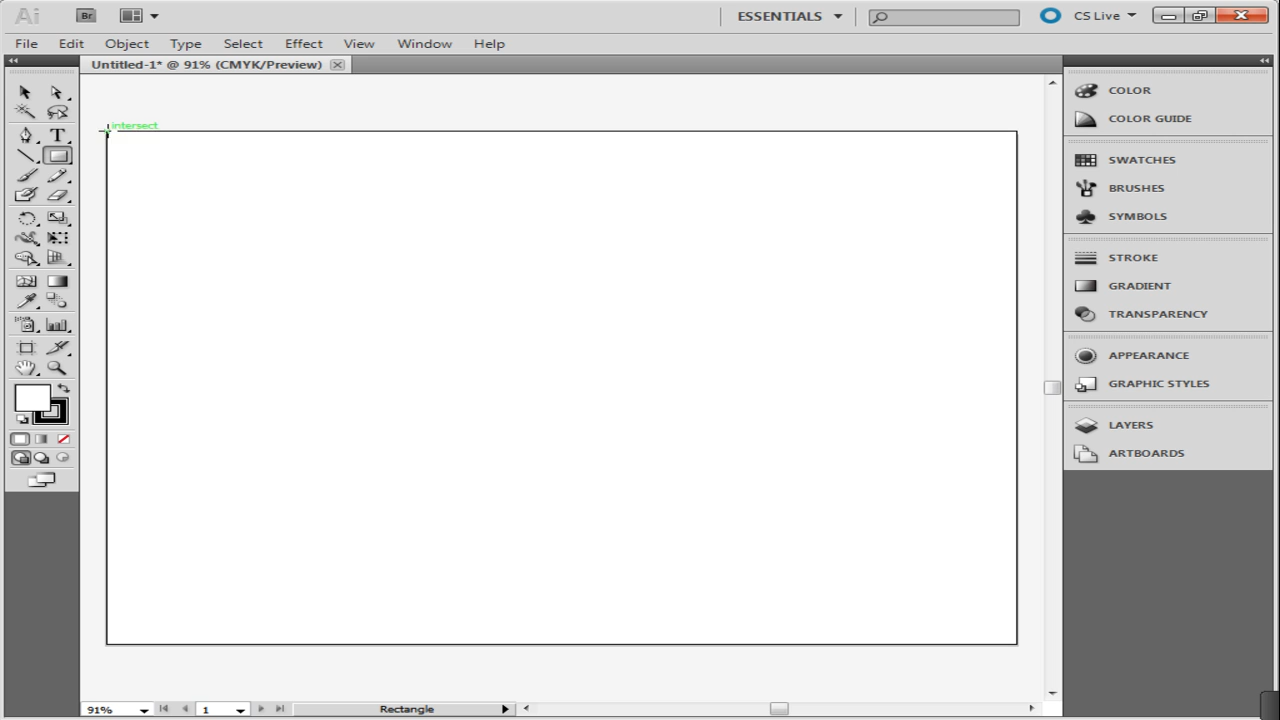 Ai Br ESSENTIALS CS Live
File Edit Object Type Select Effect View Window Help
Untitled-1* @ 91% (CMYK/Preview)
intersect
T
COLOR
COLOR GUIDE
SWATCHES
BRUSHES
SYMBOLS
STROKE
GRADIENT
TRANSPARENCY
APPEARANCE
GRAPHIC STYLES
LAYERS
ARTBOARDS
91% 1 Rectangle